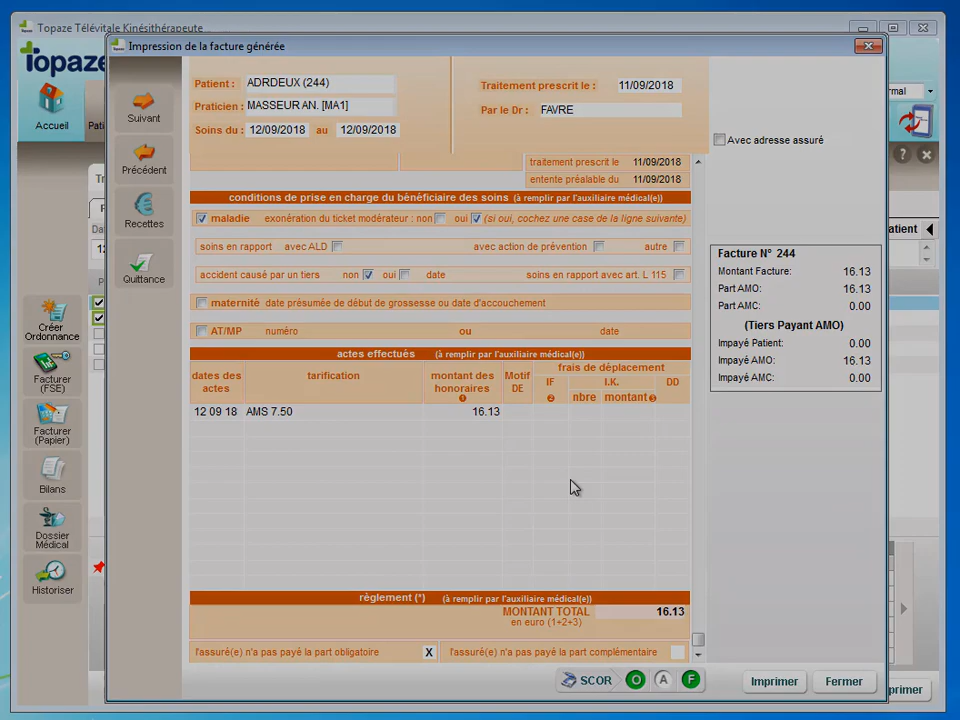 Topaze Télévitale Kinésithérapeute
Topaze
Impression de la facture générée
Accueil
Suivant
Précédent
Recettes
Quittance
Créer
Ordonnance
Facturer
(FSE)
Facturer
(Papier)
Bilans
Dossier
Médical
Historiser
Patient : ADRDEUX (244)
Praticien : MASSEUR AN. [MA1]
Soins du : 12/09/2018 au 12/09/2018
Traitement prescrit le : 11/09/2018
Par le Dr : FAVRE
Avec adresse assuré
traitement prescrit le 11/09/2018
entente préalable du 11/09/2018
conditions de prise en charge du bénéficiaire des soins (à remplir par l'auxiliaire médical(e))
maladie exonération du ticket modérateur : non oui (si oui, cochez une case de la ligne suivante)
soins en rapport avec ALD avec action de prévention autre
accident causé par un tiers non oui date soins en rapport avec art. L 115
maternité date présumée de début de grossesse ou date d'accouchement
AT/MP numéro ou date
actes effectués (à remplir par l'auxiliaire médical(e))
dates des
actes
tarification
montant des
honoraires
1
Motif
DE
frais de déplacement
IF
2
I.K.
nbre montant 3
DD
12 09 18 AMS 7.50 16.13
règlement (*) (à remplir par l'auxiliaire médical(e))
MONTANT TOTAL 16.13
en euro (1+2+3)
l'assuré(e) n'a pas payé la part obligatoire X
l'assuré(e) n'a pas payé la part complémentaire
SCOR O A F
Imprimer
Fermer
Facture N° 244
Montant Facture: 16.13
Part AMO: 16.13
Part AMC: 0.00
(Tiers Payant AMO)
Impayé Patient: 0.00
Impayé AMO: 16.13
Impayé AMC: 0.00